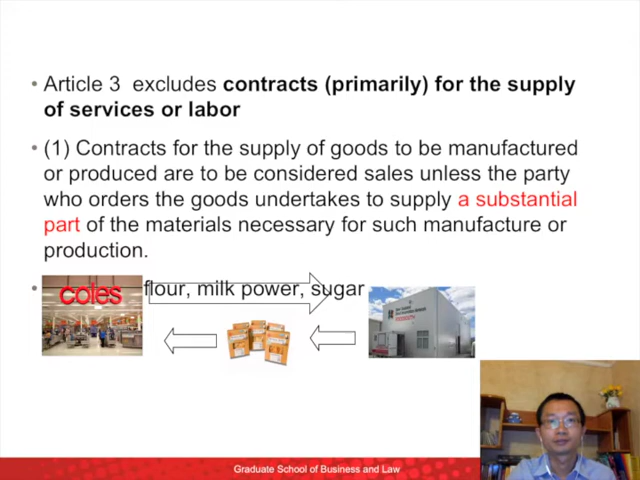 • Article 3 excludes contracts (primarily) for the supply
of services or labor
• (1) Contracts for the supply of goods to be manufactured
or produced are to be considered sales unless the party
who orders the goods undertakes to supply a substantial
part of the materials necessary for such manufacture or
production.
• flour, milk power, sugar
coles
Graduate School of Business and Law